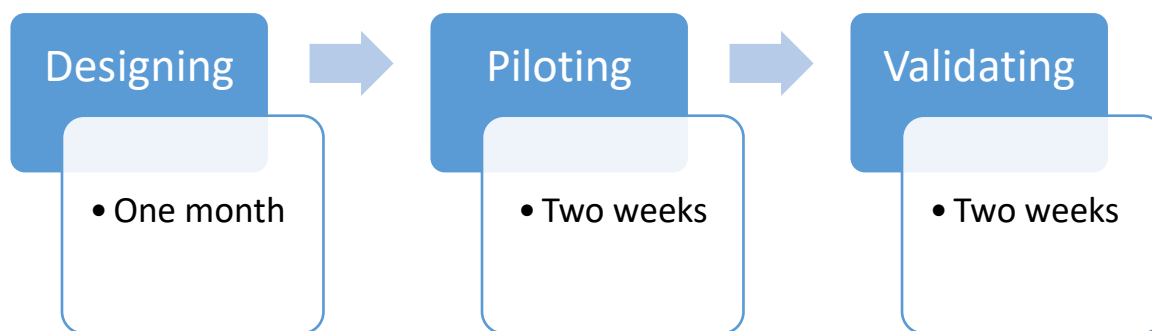 Designing
• One month
Piloting
• Two weeks
Validating
• Two weeks